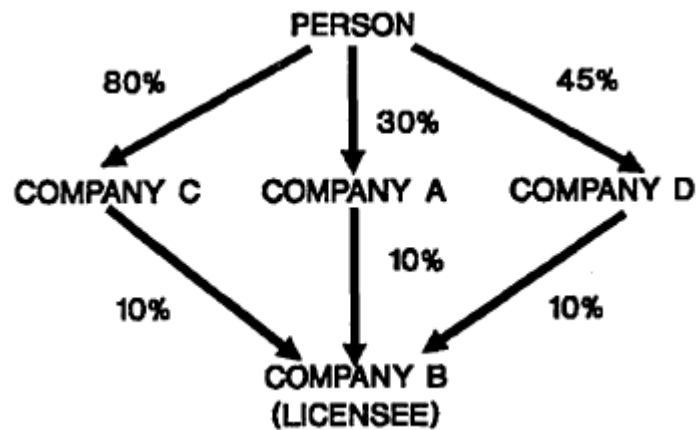 PERSON
80%
45%
30%
COMPANY C
COMPANY A
COMPANY D
10%
10%
10%
COMPANY B
(LICENSEE)